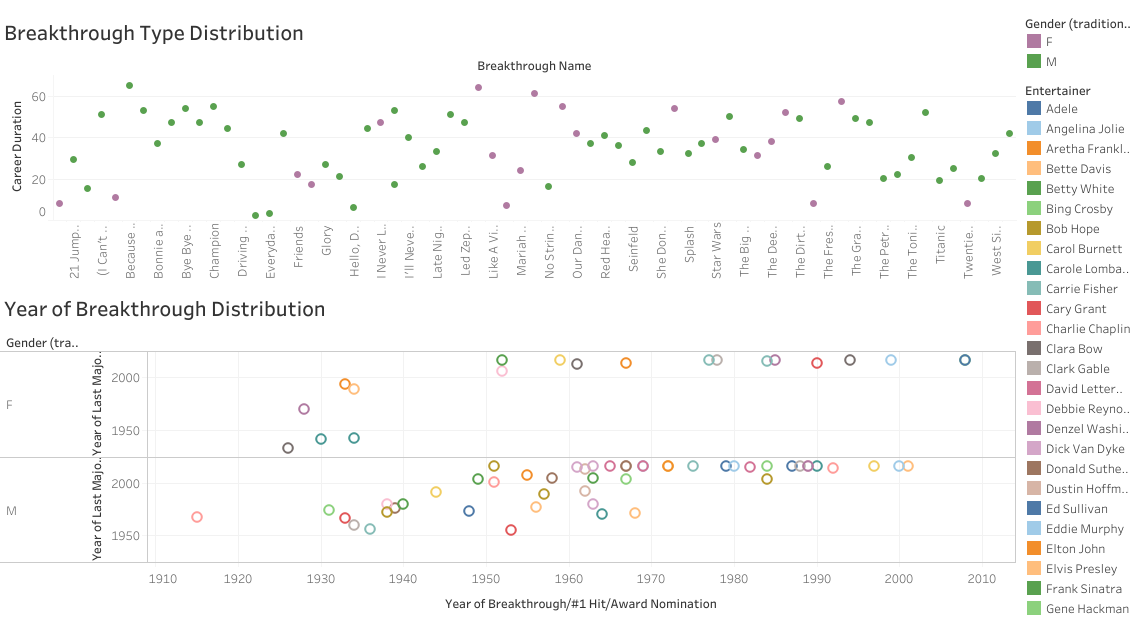 Breakthrough Type Distribution
Breakthrough Name
Career Duration
60
40
20
0
21 Jump..
(I Can't ..
Because ..
Bonnie a..
Bye Bye ..
Champion
Driving ..
Everyda..
Friends
Glory
Hello, D..
I Never L..
I'll Neve..
Late Nig..
Led Zep..
Like A Vi..
Mariah ..
No Strin..
Our Dan..
Red Hea..
Seinfeld
She Don..
Splash
Star Wars
The Big ..
The Dee..
The Dirt..
The Fres..
The Gra..
The Petr..
The Toni..
Titanic
Twentie..
West Si..
Year of Breakthrough Distribution
Gender (tra..
F
Year of Last Majo..
2000
1950
M
Year of Last Majo..
2000
1950
1910
1920
1930
1940
1950
1960
1970
1980
1990
2000
2010
Year of Breakthrough/#1 Hit/Award Nomination
Gender (tradition..
F
M
Entertainer
Adele
Angelina Jolie
Aretha Frankl..
Bette Davis
Betty White
Bing Crosby
Bob Hope
Carol Burnett
Carole Lomba..
Carrie Fisher
Cary Grant
Charlie Chaplin
Clara Bow
Clark Gable
David Letter..
Debbie Reyno..
Denzel Washi..
Dick Van Dyke
Donald Suthe..
Dustin Hoffm..
Ed Sullivan
Eddie Murphy
Elton John
Elvis Presley
Frank Sinatra
Gene Hackman